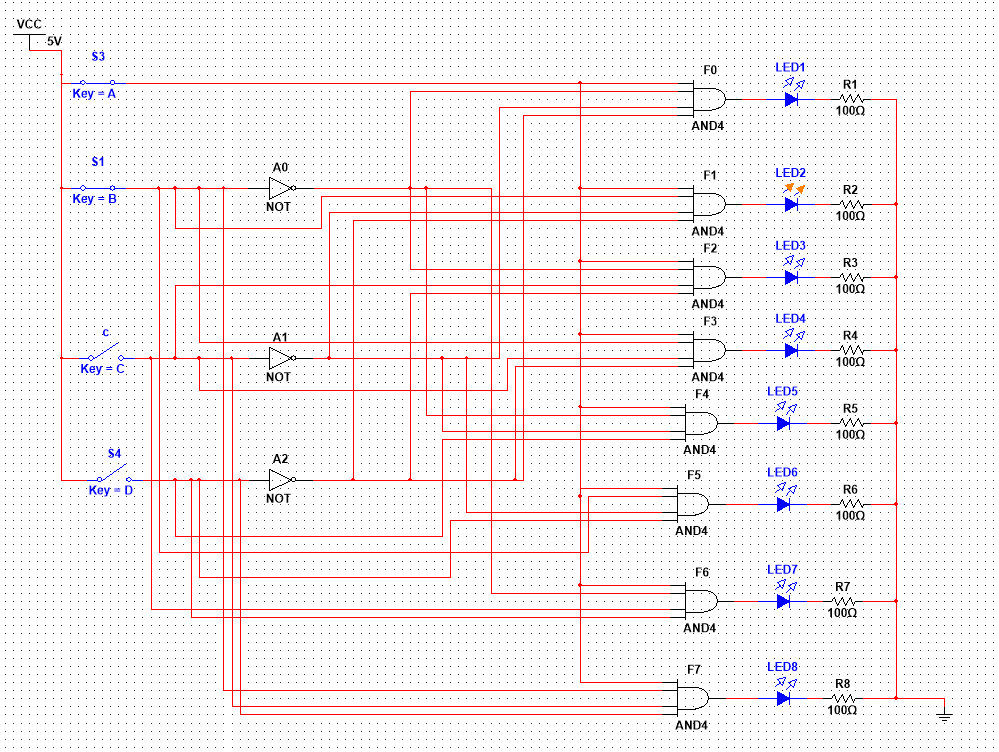 VCC
5V
S3
Key = A
F0
AND4
LED1
R1
100Ω
S1
Key = B
A0
NOT
F1
AND4
LED2
R2
100Ω
F2
AND4
LED3
R3
100Ω
c
Key = C
A1
NOT
F3
AND4
LED4
R4
100Ω
F4
AND4
LED5
R5
100Ω
S4
Key = D
A2
NOT
F5
AND4
LED6
R6
100Ω
F6
AND4
LED7
R7
100Ω
F7
AND4
LED8
R8
100Ω